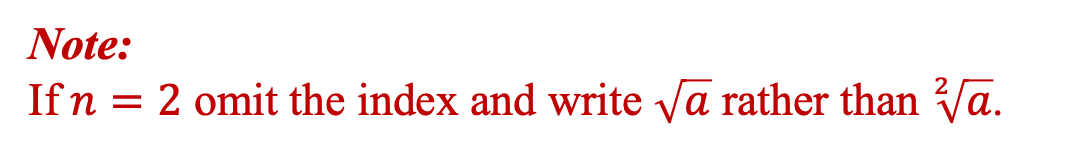 Note:
If n = 2 omit the index and write √a rather than ²√a.